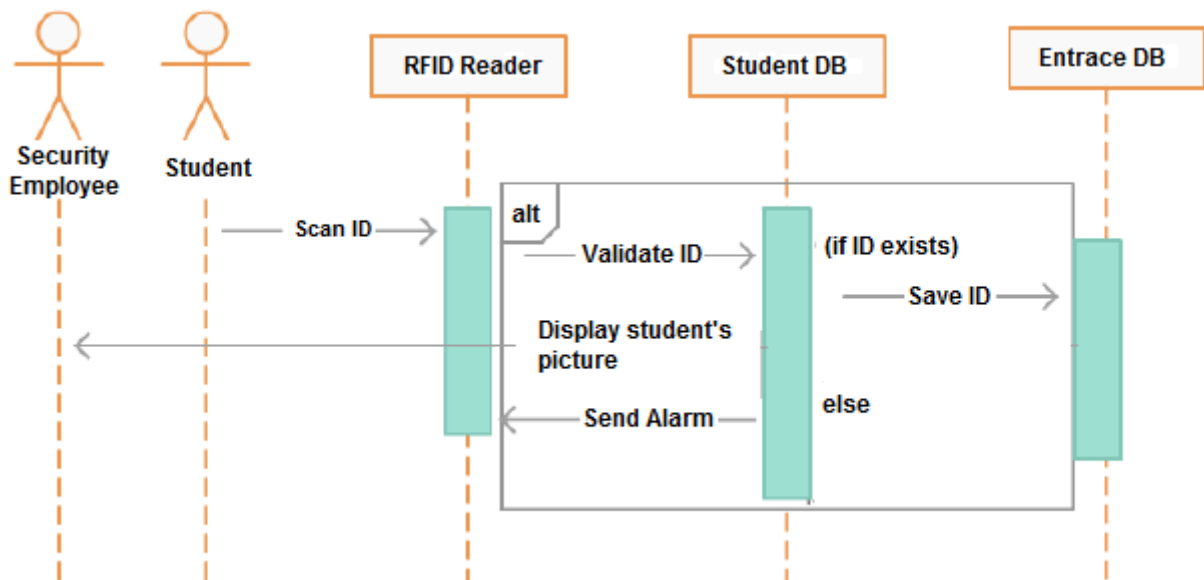 RFID Reader
Student DB
Entrace DB
Security
Employee
Student
alt
Scan ID
Validate ID
(if ID exists)
Save ID
Display student's
picture
else
Send Alarm